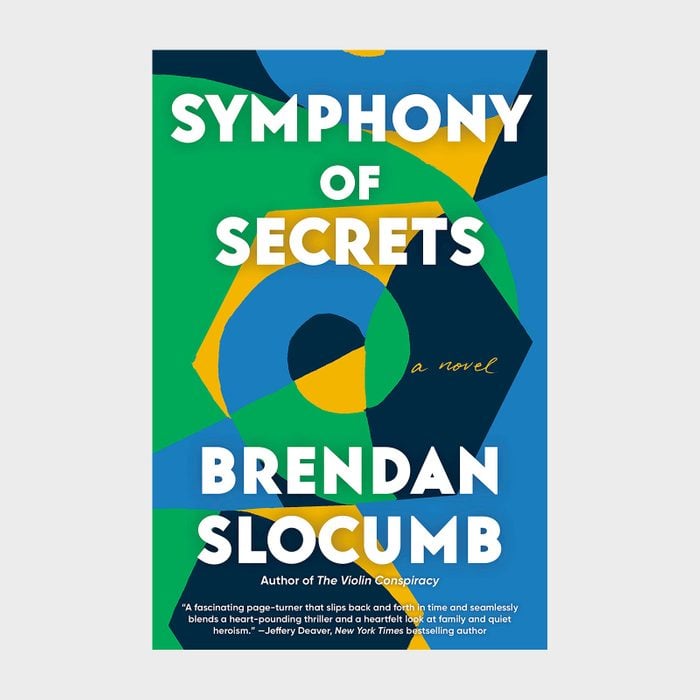 SYMPHONY
OF
SECRETS
a novel
BRENDAN
SLOCUMB
Author of The Violin Conspiracy
“A fascinating page-turner that slips back and forth in time and seamlessly
blends a heart-pounding thriller and a heartfelt look at family and quiet
heroism.” —Jeffery Deaver, New York Times bestselling author